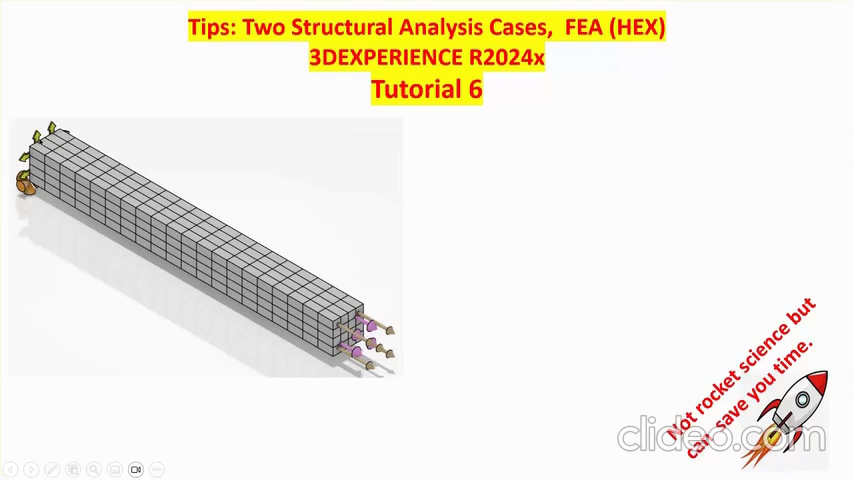 Tips: Two Structural Analysis Cases, FEA (HEX)
3DEXPERIENCE R2024x
Tutorial 6
Not rocket science but
can save you time.
clideo.com